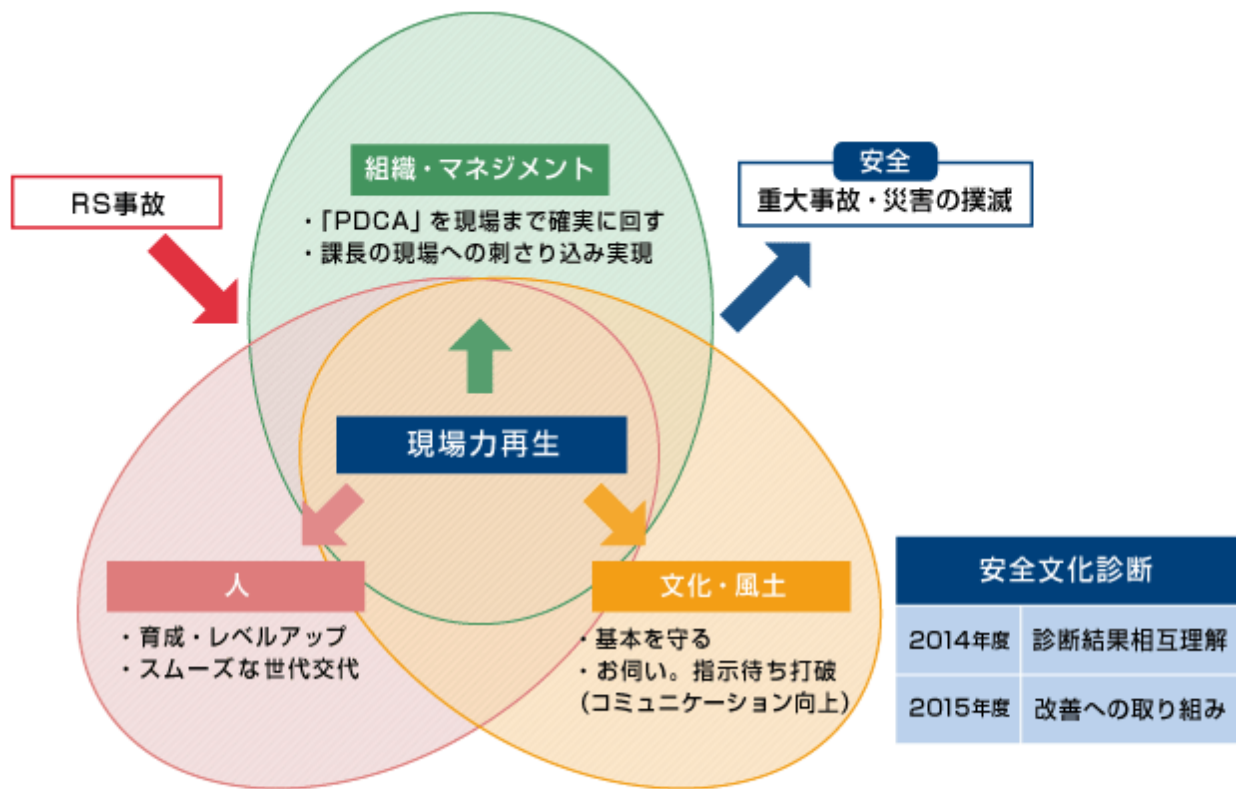 組織・マネジメント
・「PDCA」を現場まで確実に回す
・課長の現場への刺さり込み実現
RS事故
安全
重大事故・災害の撲滅
現場力再生
人
・育成・レベルアップ
・スムーズな世代交代
文化・風土
・基本を守る
・お伺い。指示待ち打破
(コミュニケーション向上)
安全文化診断
2014年度 診断結果相互理解
2015年度 改善への取り組み